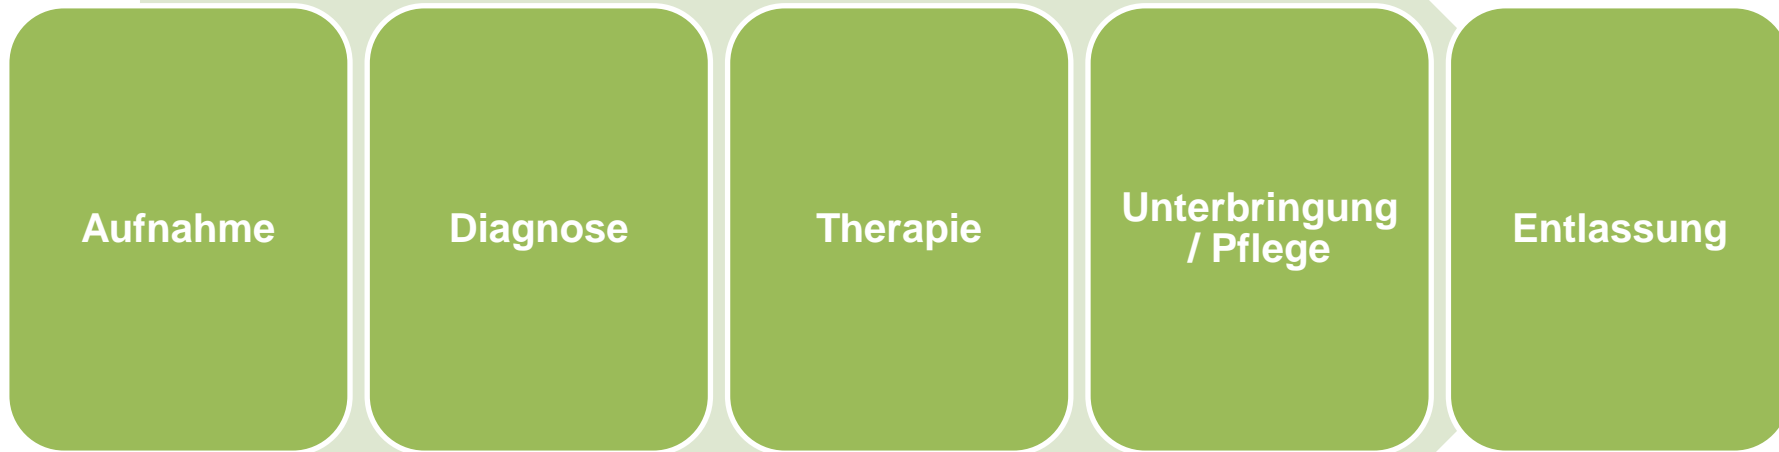 Aufnahme
Diagnose
Therapie
Unterbringung
/ Pflege
Entlassung